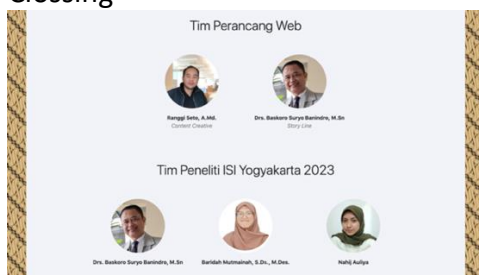 Closing
Tim Perancang Web
Ranggi Seto, A.Md.
Content Creative
Drs. Baskoro Suryo Banindro, M.Sn
Story Line
Tim Peneliti ISI Yogyakarta 2023
Drs. Baskoro Suryo Banindro, M.Sn
Baridah Mutmainah, S.Ds., M.Des.
Nahij Auliya